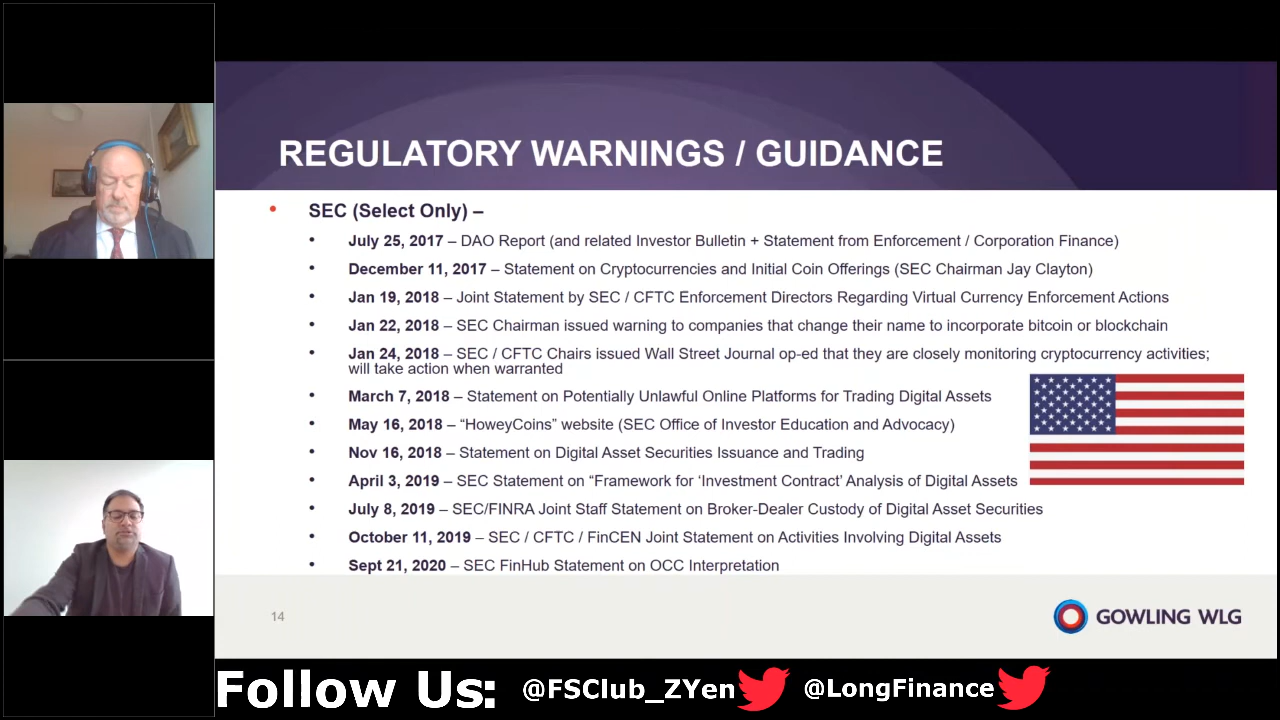 REGULATORY WARNINGS / GUIDANCE
• SEC (Select Only) –
• July 25, 2017 – DAO Report (and related Investor Bulletin + Statement from Enforcement / Corporation Finance)
• December 11, 2017 – Statement on Cryptocurrencies and Initial Coin Offerings (SEC Chairman Jay Clayton)
• Jan 19, 2018 – Joint Statement by SEC / CFTC Enforcement Directors Regarding Virtual Currency Enforcement Actions
• Jan 22, 2018 – SEC Chairman issued warning to companies that change their name to incorporate bitcoin or blockchain
• Jan 24, 2018 – SEC / CFTC Chairs issued Wall Street Journal op-ed that they are closely monitoring cryptocurrency activities;
will take action when warranted
• March 7, 2018 – Statement on Potentially Unlawful Online Platforms for Trading Digital Assets
• May 16, 2018 – “HoweyCoins” website (SEC Office of Investor Education and Advocacy)
• Nov 16, 2018 – Statement on Digital Asset Securities Issuance and Trading
• April 3, 2019 – SEC Statement on “Framework for ‘Investment Contract’ Analysis of Digital Assets
• July 8, 2019 – SEC/FINRA Joint Staff Statement on Broker-Dealer Custody of Digital Asset Securities
• October 11, 2019 – SEC / CFTC / FinCEN Joint Statement on Activities Involving Digital Assets
• Sept 21, 2020 – SEC FinHub Statement on OCC Interpretation
14
GOWLING WLG
Follow Us: @FSClub_ZYen @LongFinance